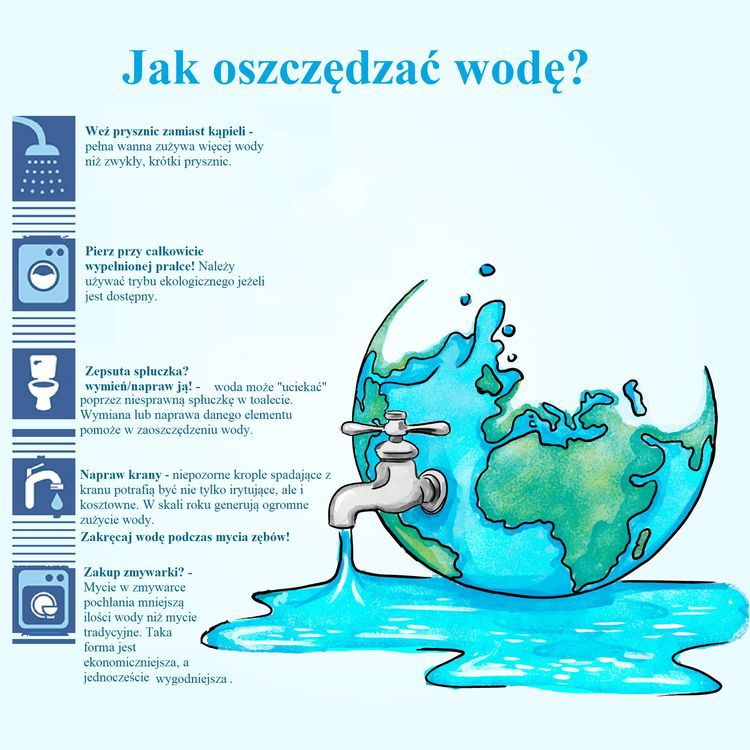 Jak oszczędzać wodę?
Weź prysznic zamiast kąpieli -
pełna wanna zużywa więcej wody
niż zwykły, krótki prysznic.
Pierz przy całkowicie
wypełnionej pralce! Należy
używać trybu ekologicznego jeżeli
jest dostępny.
Zepsuta spłuczka?
wymień/napraw ją! - woda może "uciekać"
poprzez niesprawną spłuczkę w toalecie.
Wymiana lub naprawa danego elementu
pomoże w zaoszczędzeniu wody.
Napraw krany - niepozorne krople spadające z
kranu potrafią być nie tylko irytujące, ale i
kosztowne. W skali roku generują ogromne
zużycie wody.
Zakręcaj wodę podczas mycia zębów!
Zakup zmywarki? -
Mycie w zmywarce
pochłania mniejszą
ilości wody niż mycie
tradycyjne. Taka
forma jest
ekonomiczniejsza, a
jednoczeście wygodniejsza .